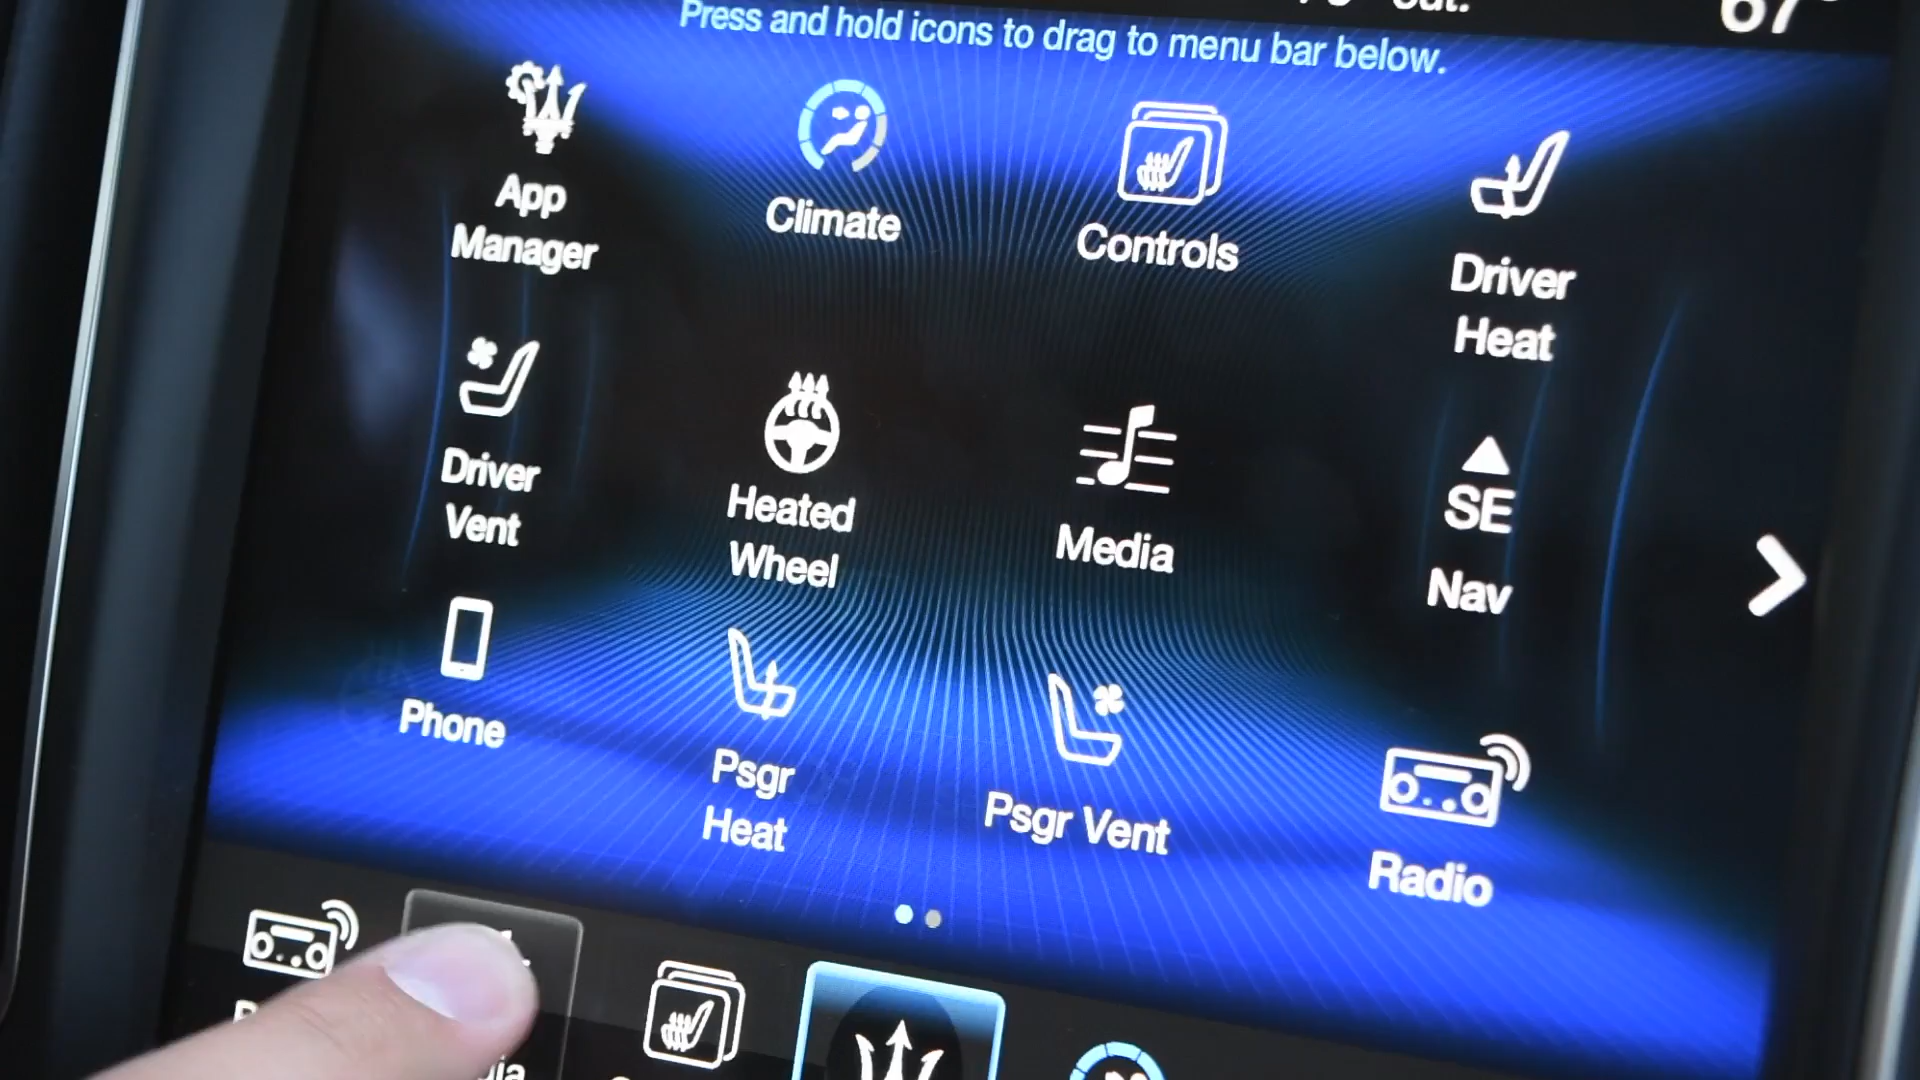 out.
67°
Press and hold icons to drag to menu bar below.
App
Manager
Climate
Controls
Driver
Heat
Driver
Vent
Heated
Wheel
Media
SE
Nav
Phone
Psgr
Heat
Psgr Vent
Radio